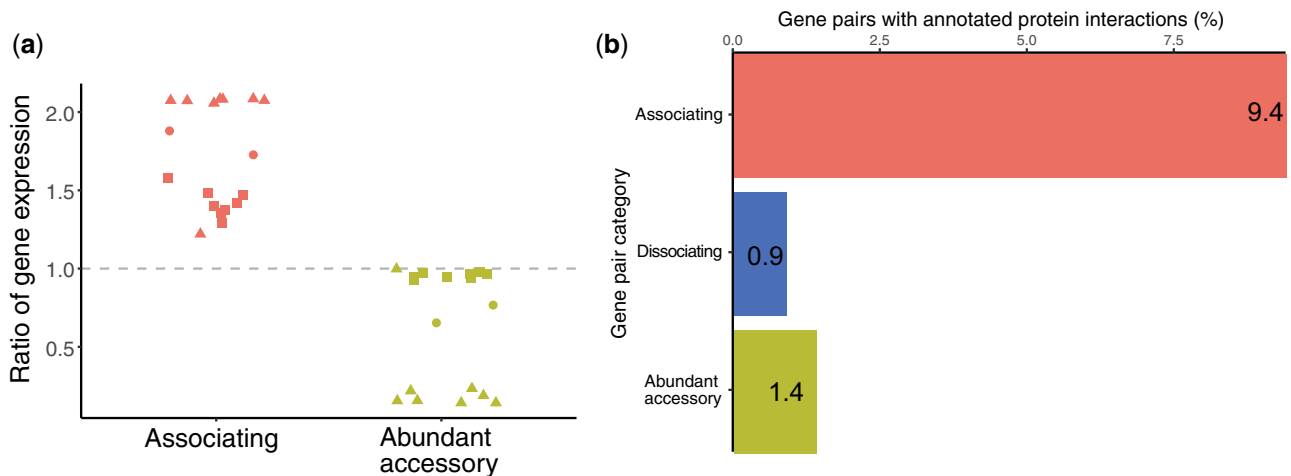 (a)
Ratio of gene expression
2.0
1.5
1.0
0.5
Associating
Abundant
accessory
(b)
Gene pairs with annotated protein interactions (%)
0.0 2.5 5.0 7.5
Gene pair category
Associating
9.4
Dissociating
0.9
Abundant
accessory
1.4